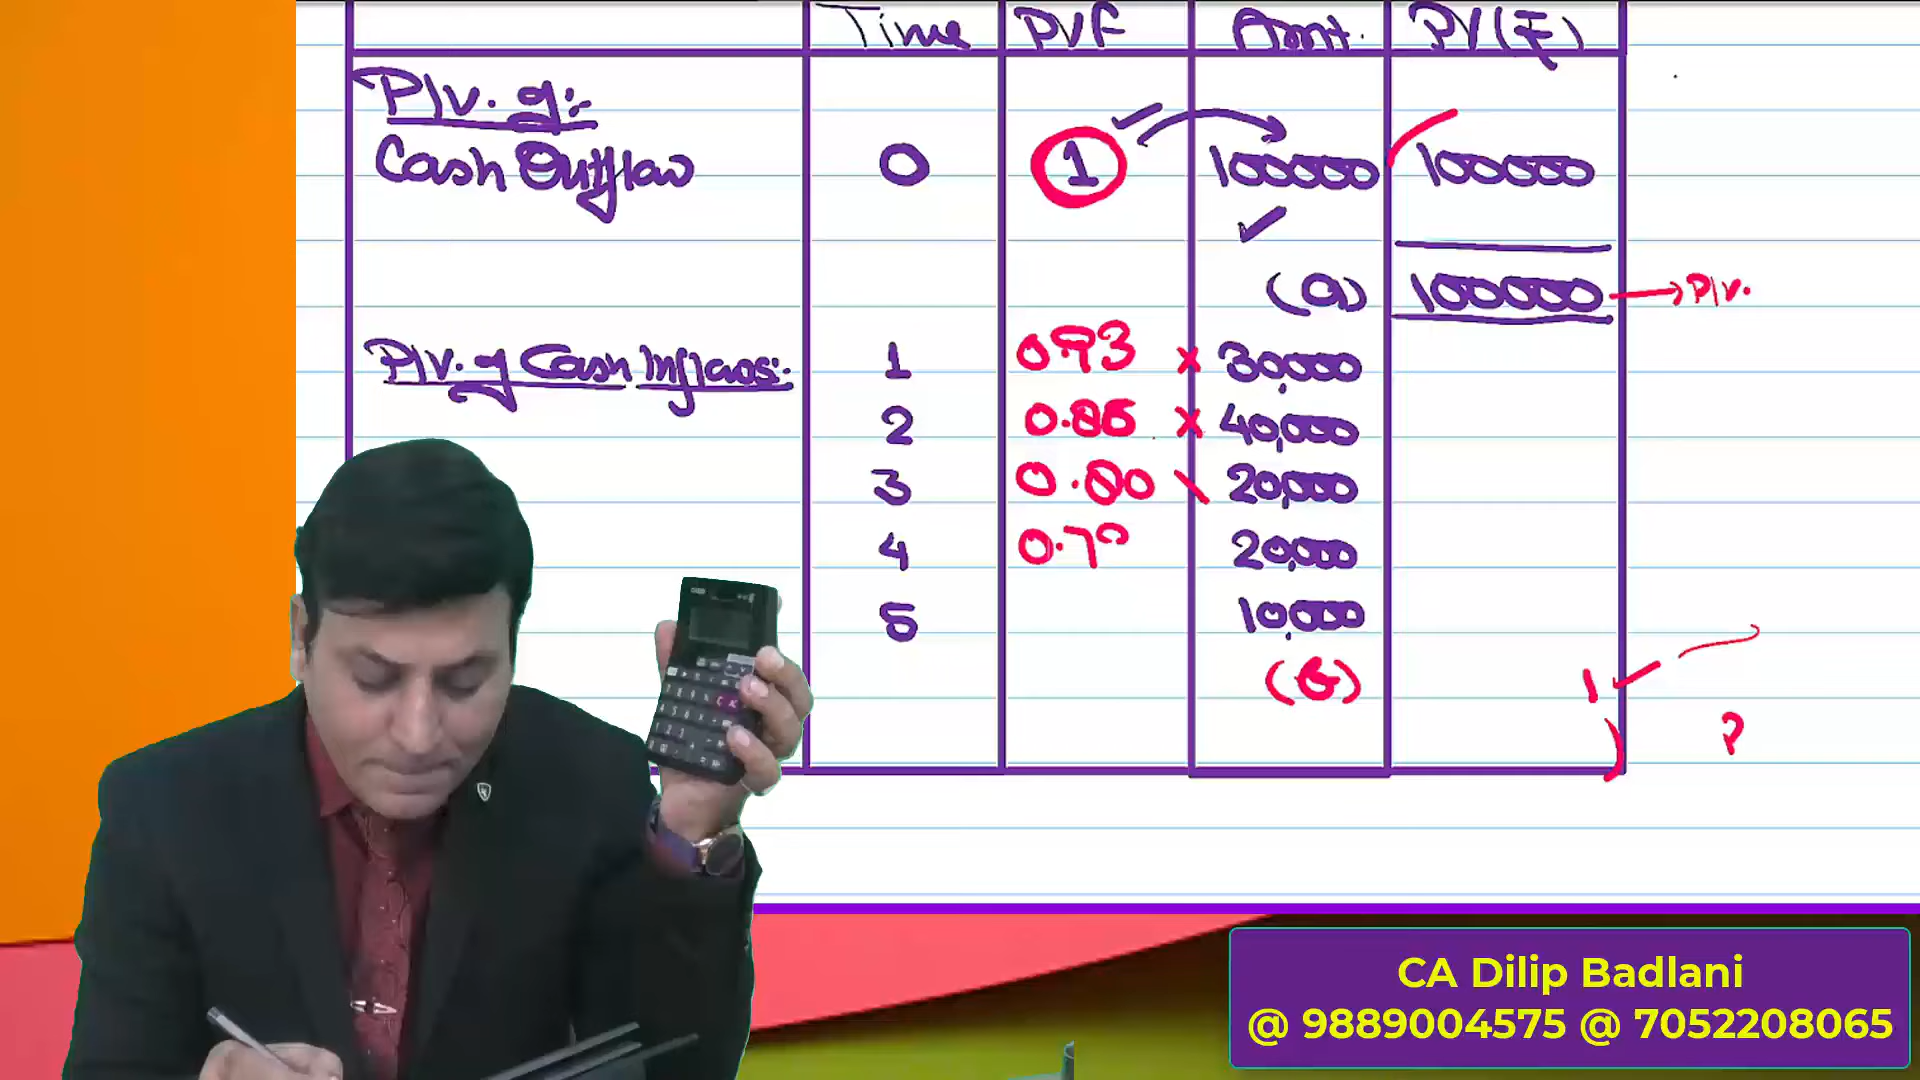 Time PVF Amt. PV(₹)
P/V. of:-
Cash Outflow 0 1 100000 100000
(a) 100000 → P/V.
P/V. of Cash Inflows:- 1 0.93 × 30,000
2 0.86 × 40,000
3 0.80 \ 20,000
4 0.7 20,000
5 10,000
(b) 1
P
CA Dilip Badlani
@ 9889004575 @ 7052208065